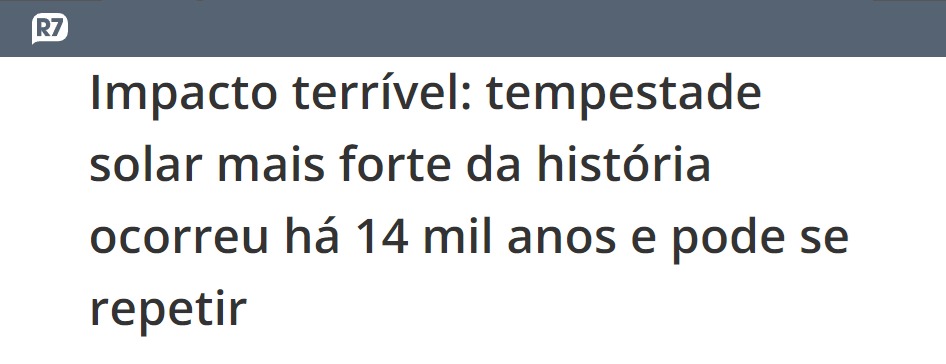 R7
Impacto terrível: tempestade
solar mais forte da história
ocorreu há 14 mil anos e pode se
repetir